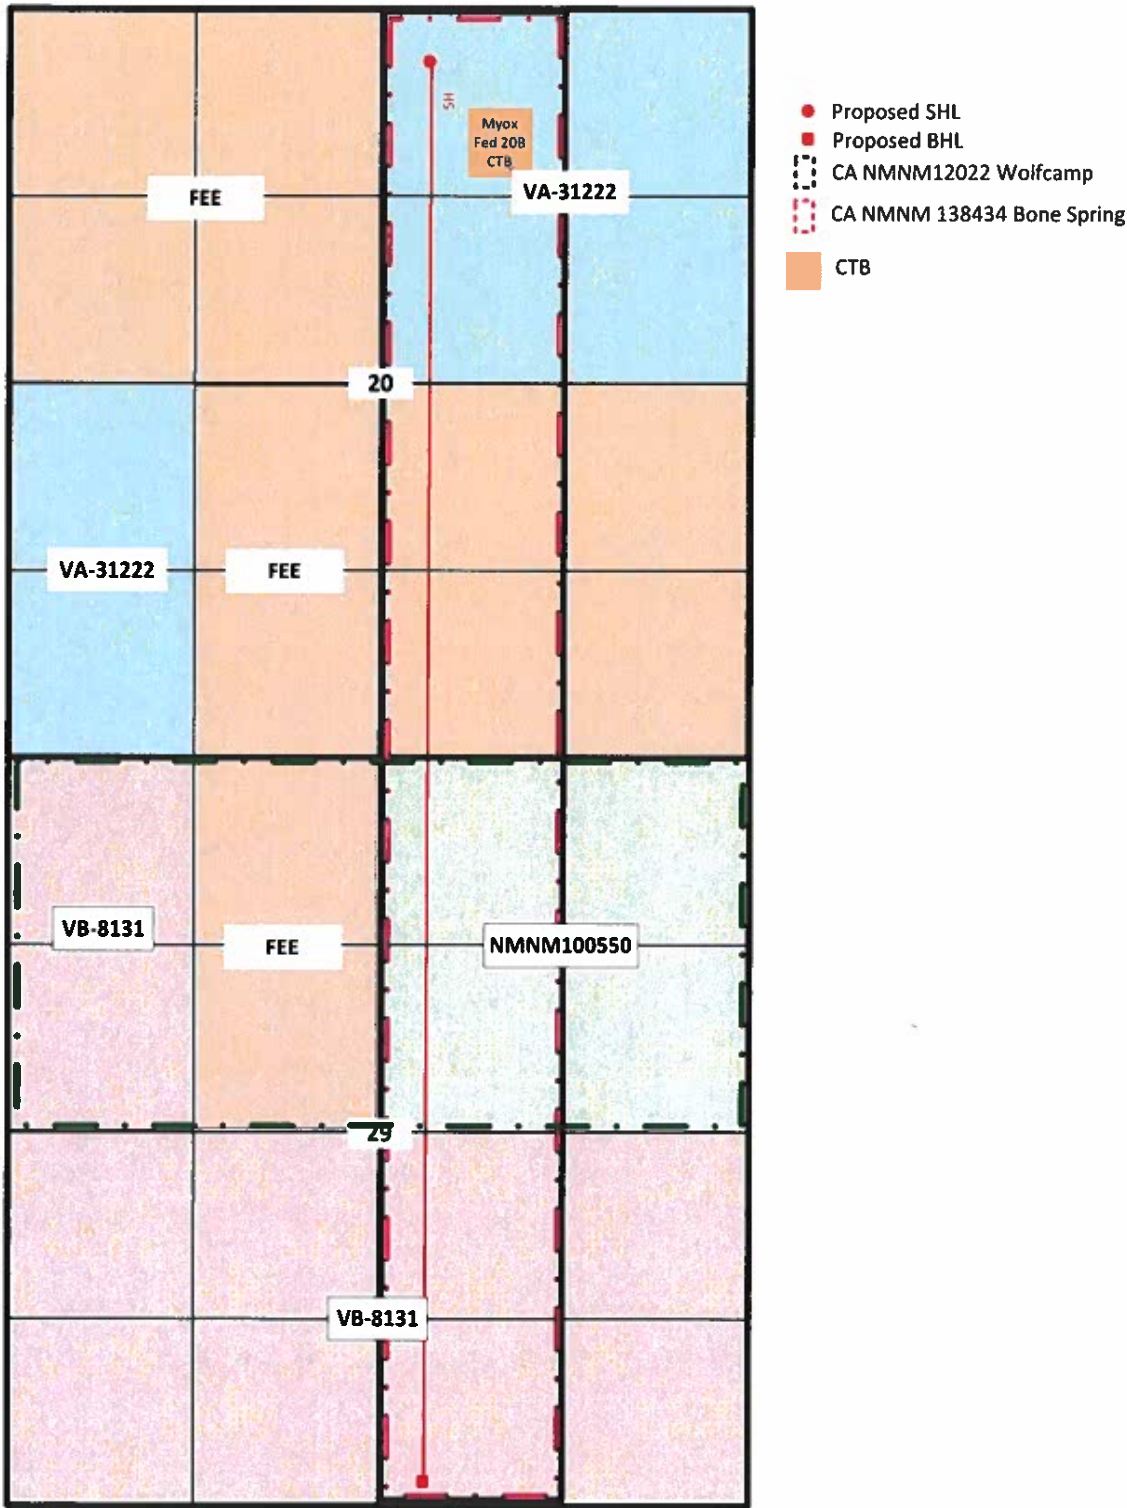 SH
Myox
Fed 20B
CTB
FEE
VA-31222
20
VA-31222
FEE
VB-8131
FEE
NMNM100550
29
VB-8131
Proposed SHL
Proposed BHL
CA NMNM12022 Wolfcamp
CA NMNM 138434 Bone Spring
CTB